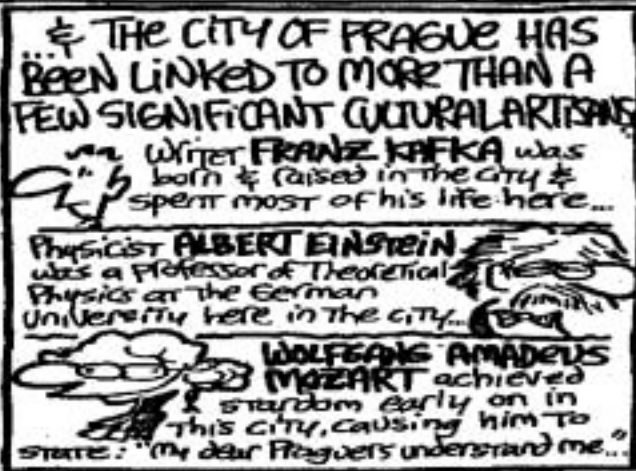 ...& THE CITY OF PRAGUE HAS
BEEN LINKED TO MORE THAN A
FEW SIGNIFICANT CULTURAL ARTISANS
Writer FRANZ KAFKA was
born & raised in the city &
spent most of his life here...
Physicist ALBERT EINSTEIN
was a professor of Theoretical
Physics at the German
University here in the city...
WOLFGANG AMADEUS
MOZART achieved
stardom early on in
this city, causing him to
state: "My dear Praguers understand me..."